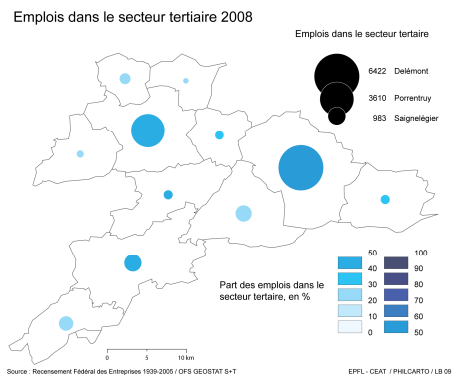 Emplois dans le secteur tertiaire 2008
Emplois dans le secteur tertiaire
6422 Delémont
3610 Porrentruy
983 Saignelégier
Part des emplois dans le
secteur tertaire, en %
50 100
40 90
30 80
20 70
10 60
0 50
0 5 10 km
Source : Recensement Fédéral des Entreprises 1939-2005 / OFS GEOSTAT S+T
EPFL - CEAT / PHILCARTO / LB 09